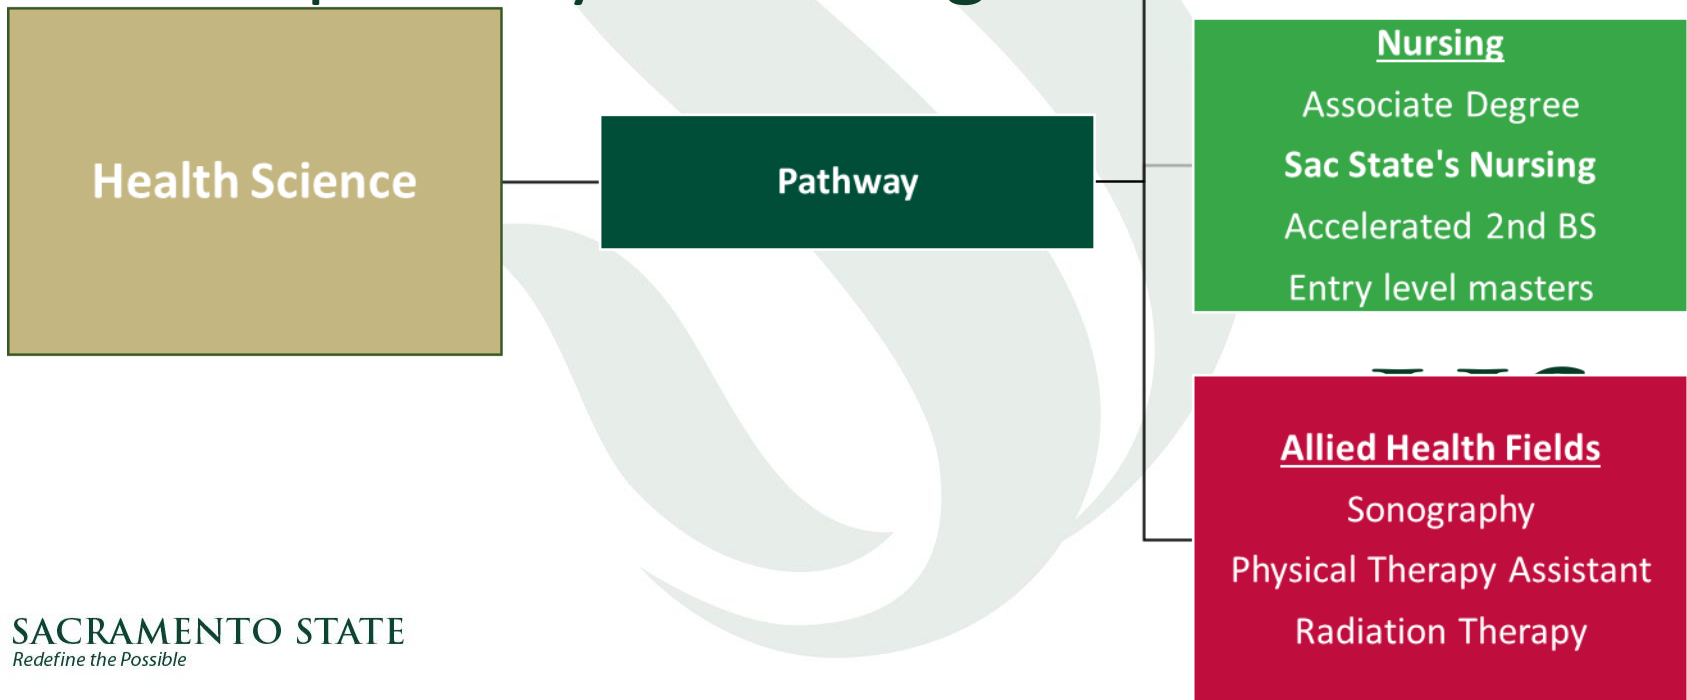 Health Science
Pathway
Nursing
Associate Degree
Sac State's Nursing
Accelerated 2nd BS
Entry level masters
Allied Health Fields
Sonography
Physical Therapy Assistant
Radiation Therapy
SACRAMENTO STATE
Redefine the Possible